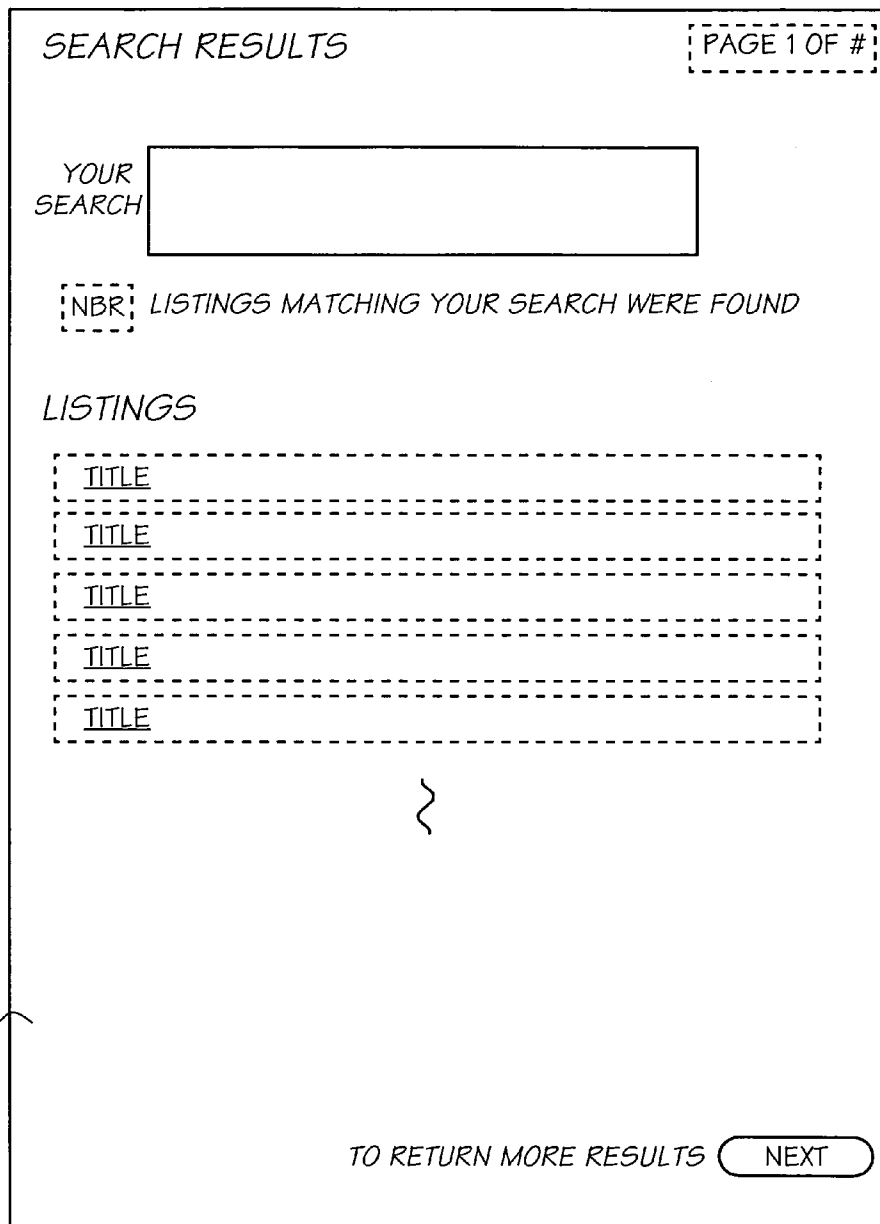 SEARCH RESULTS
PAGE 1 OF #
YOUR
SEARCH
NBR LISTINGS MATCHING YOUR SEARCH WERE FOUND
LISTINGS
TITLE
TITLE
TITLE
TITLE
TITLE
TO RETURN MORE RESULTS NEXT